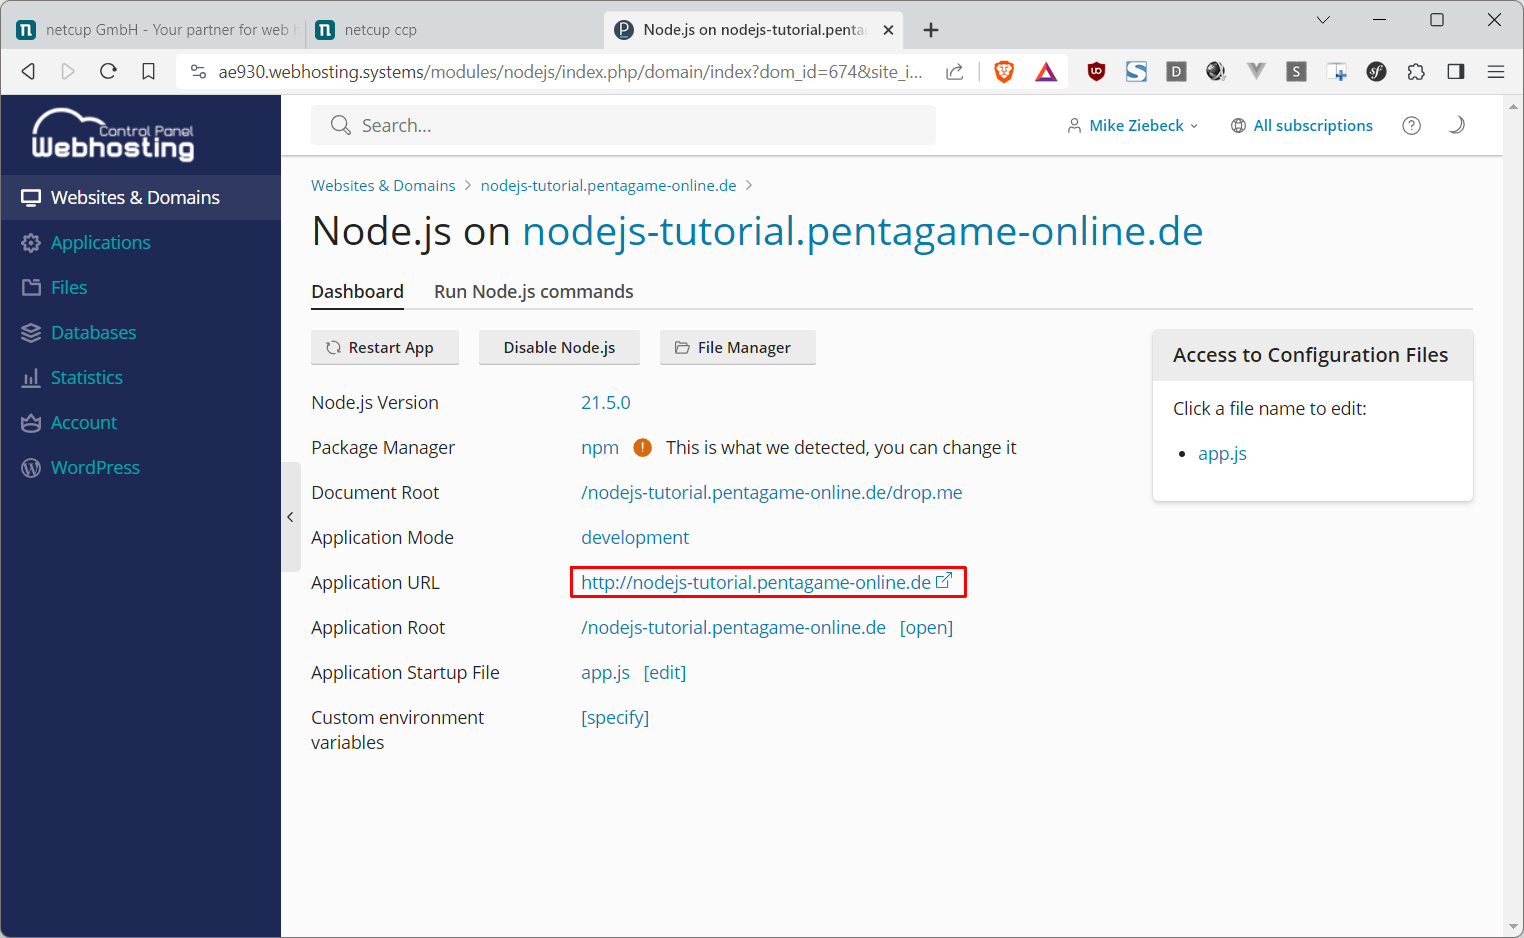 netcup GmbH - Your partner for web h
netcup ccp
Node.js on nodejs-tutorial.penta
ae930.webhosting.systems/modules/nodejs/index.php/domain/index?dom_id=674&site_i...
Control Panel
Webhosting
Search...
Mike Ziebeck
All subscriptions
Websites & Domains
Applications
Files
Databases
Statistics
Account
WordPress
Websites & Domains > nodejs-tutorial.pentagame-online.de >
Node.js on nodejs-tutorial.pentagame-online.de
Dashboard Run Node.js commands
Restart App Disable Node.js File Manager
Node.js Version 21.5.0
Package Manager npm ! This is what we detected, you can change it
Document Root /nodejs-tutorial.pentagame-online.de/drop.me
Application Mode development
Application URL http://nodejs-tutorial.pentagame-online.de
Application Root /nodejs-tutorial.pentagame-online.de [open]
Application Startup File app.js [edit]
Custom environment [specify]
variables
Access to Configuration Files
Click a file name to edit:
• app.js